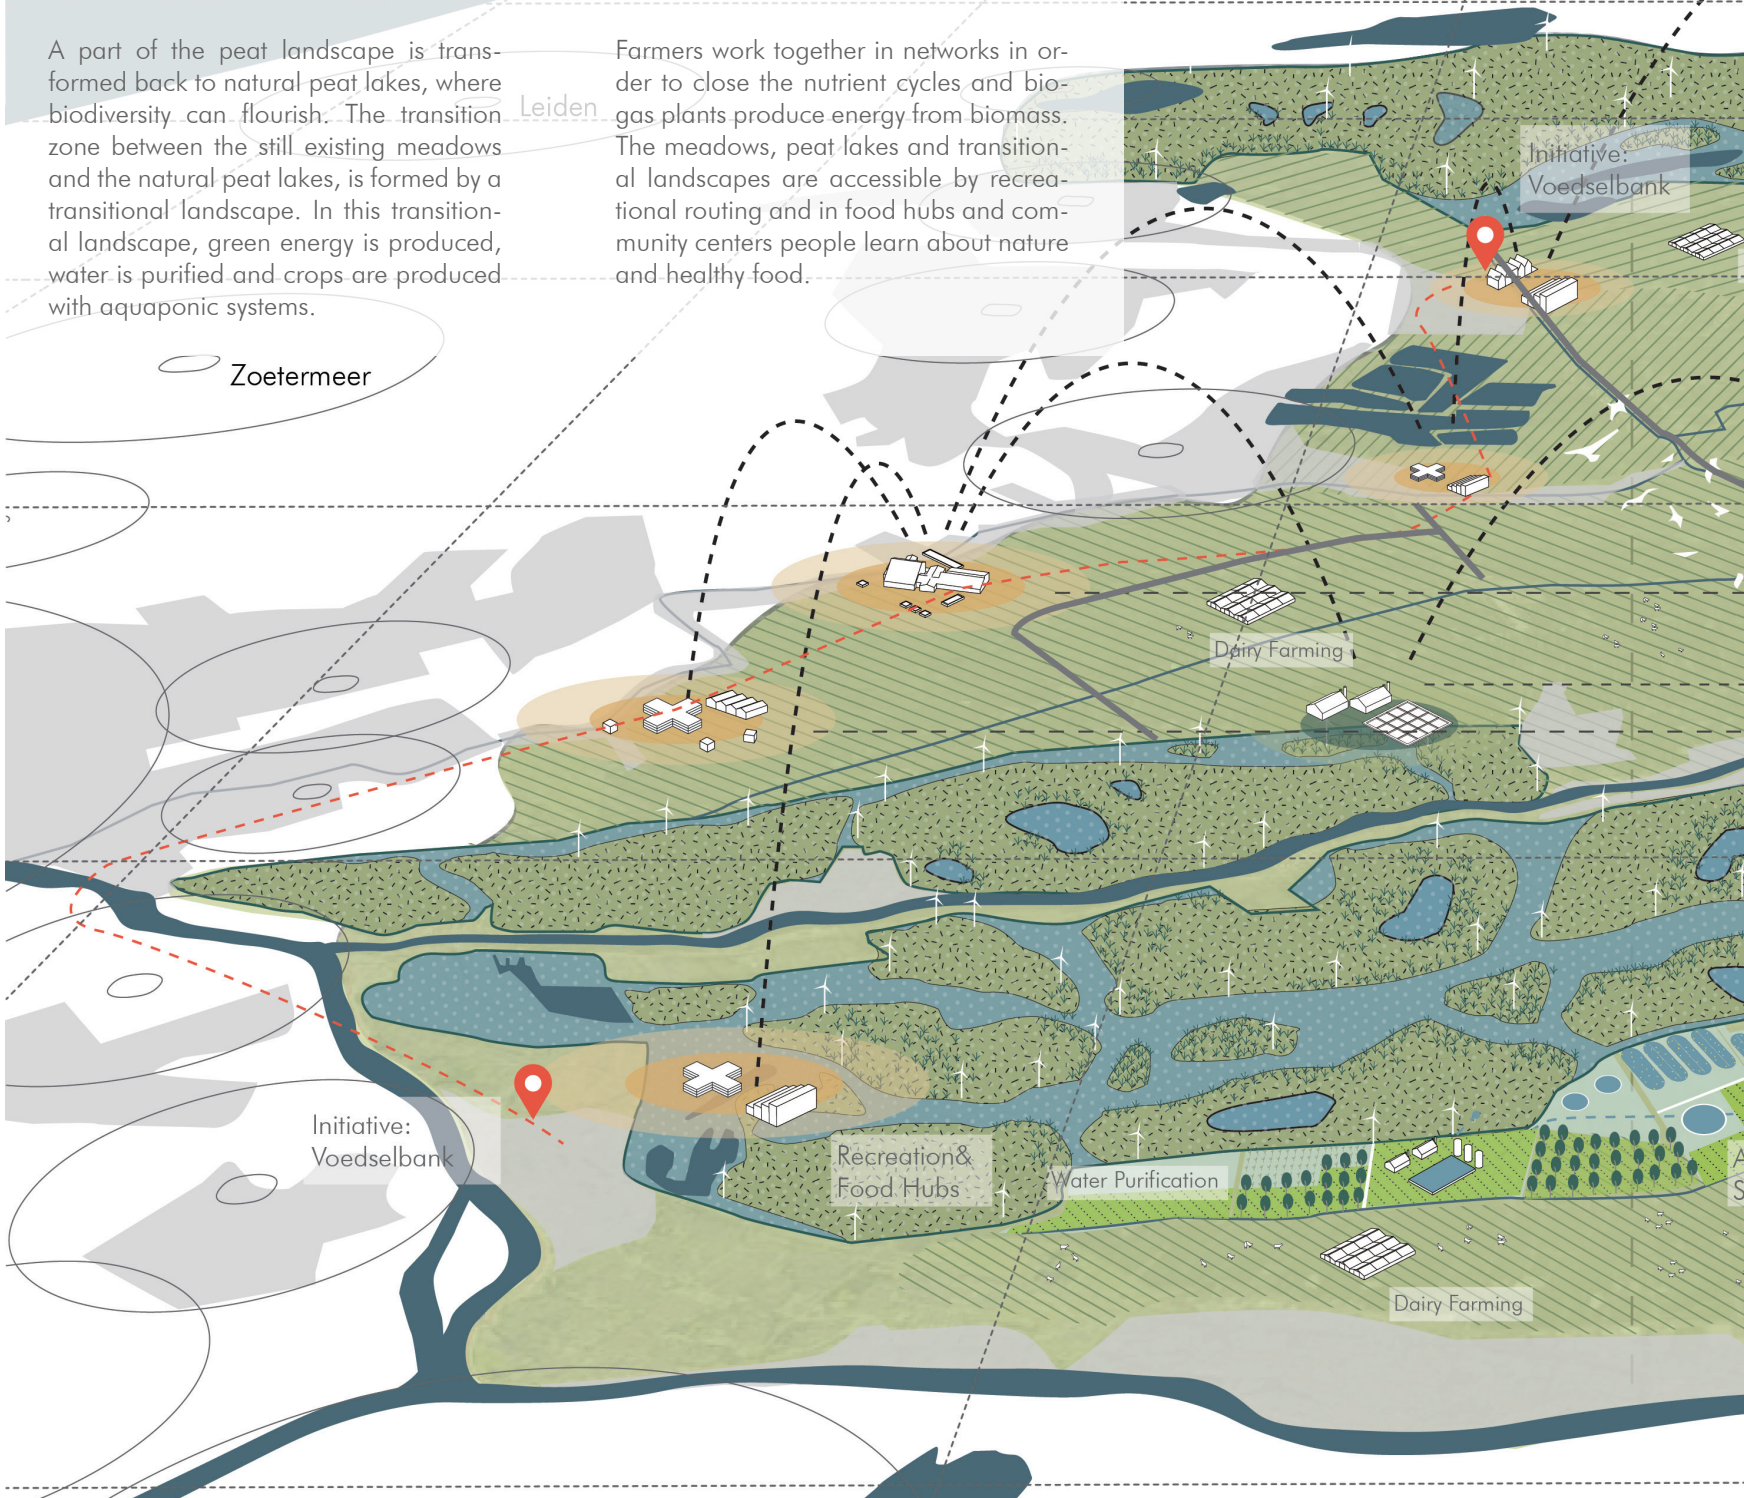 A part of the peat landscape is trans-
formed back to natural peat lakes, where
biodiversity can flourish. The transition
zone between the still existing meadows
and the natural peat lakes, is formed by a
transitional landscape. In this transition-
al landscape, green energy is produced,
water is purified and crops are produced
with aquaponic systems.
Farmers work together in networks in or-
der to close the nutrient cycles and bio-
gas plants produce energy from biomass.
The meadows, peat lakes and transition-
al landscapes are accessible by recrea-
tional routing and in food hubs and com-
munity centers people learn about nature
and healthy food.
Leiden
Initiative:
Voedselbank
Zoetermeer
Dairy Farming
Initiative:
Voedselbank
Recreation&
Food Hubs
Water Purification
A
S
Dairy Farming